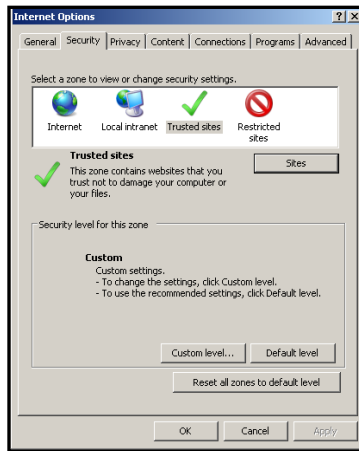 Internet Options
General Security Privacy Content Connections Programs Advanced
Select a zone to view or change security settings.
Internet Local intranet Trusted sites Restricted sites
Trusted sites
Sites
This zone contains websites that you
trust not to damage your computer or
your files.
Security level for this zone
Custom
Custom settings.
- To change the settings, click Custom level.
- To use the recommended settings, click Default level.
Custom level... Default level
Reset all zones to default level
OK Cancel Apply